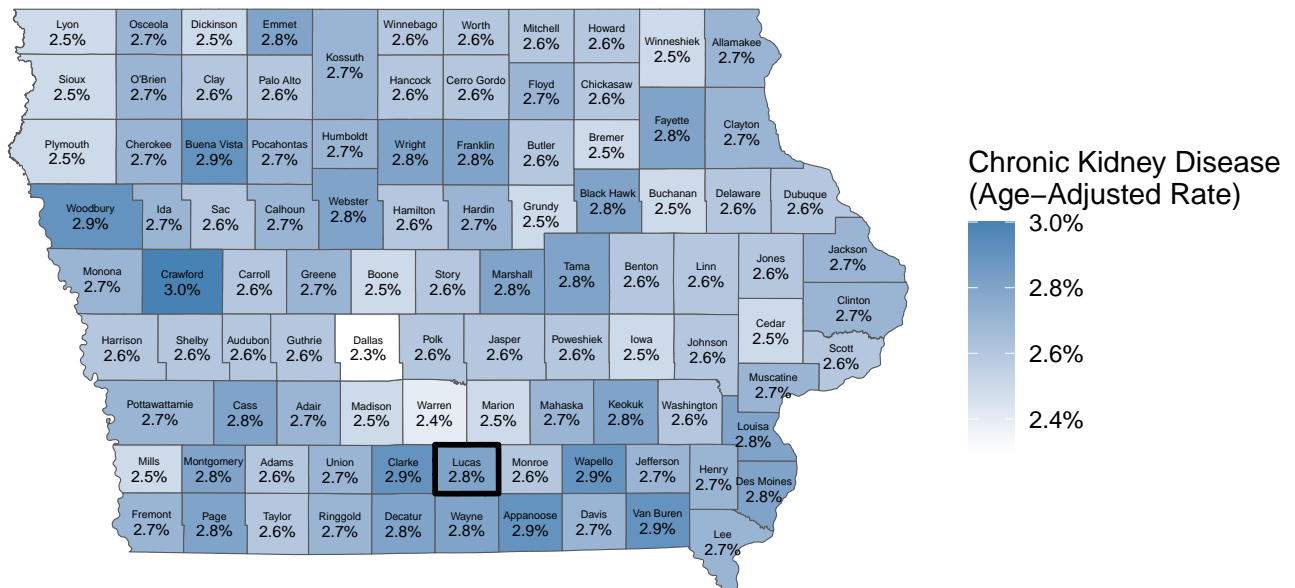 Lyon
2.5%
Osceola
2.7%
Dickinson
2.5%
Emmet
2.8%
Kossuth
2.7%
Winnebago
2.6%
Worth
2.6%
Mitchell
2.6%
Howard
2.6%
Winneshiek
2.5%
Allamakee
2.7%
Sioux
2.5%
O'Brien
2.7%
Clay
2.6%
Palo Alto
2.6%
Hancock
2.6%
Cerro Gordo
2.6%
Floyd
2.7%
Chickasaw
2.6%
Fayette
2.8%
Clayton
2.7%
Plymouth
2.5%
Cherokee
2.7%
Buena Vista
2.9%
Pocahontas
2.7%
Humboldt
2.7%
Wright
2.8%
Franklin
2.8%
Butler
2.6%
Bremer
2.5%
Woodbury
2.9%
Ida
2.7%
Sac
2.6%
Calhoun
2.7%
Webster
2.8%
Hamilton
2.6%
Hardin
2.7%
Grundy
2.5%
Black Hawk
2.8%
Buchanan
2.5%
Delaware
2.6%
Dubuque
2.6%
Monona
2.7%
Crawford
3.0%
Carroll
2.6%
Greene
2.7%
Boone
2.5%
Story
2.6%
Marshall
2.8%
Tama
2.8%
Benton
2.6%
Linn
2.6%
Jones
2.6%
Jackson
2.7%
Clinton
2.7%
Cedar
2.5%
Scott
2.6%
Harrison
2.6%
Shelby
2.6%
Audubon
2.6%
Guthrie
2.6%
Dallas
2.3%
Polk
2.6%
Jasper
2.6%
Poweshiek
2.6%
Iowa
2.5%
Johnson
2.6%
Muscatine
2.7%
Pottawattamie
2.7%
Cass
2.8%
Adair
2.7%
Madison
2.5%
Warren
2.4%
Marion
2.5%
Mahaska
2.7%
Keokuk
2.8%
Washington
2.6%
Louisa
2.8%
Mills
2.5%
Montgomery
2.8%
Adams
2.6%
Union
2.7%
Clarke
2.9%
Lucas
2.8%
Monroe
2.6%
Wapello
2.9%
Jefferson
2.7%
Henry
2.7%
Des Moines
2.8%
Fremont
2.7%
Page
2.8%
Taylor
2.6%
Ringgold
2.7%
Decatur
2.8%
Wayne
2.8%
Appanoose
2.9%
Davis
2.7%
Van Buren
2.9%
Lee
2.7%
Chronic Kidney Disease
(Age−Adjusted Rate)
3.0%
2.8%
2.6%
2.4%